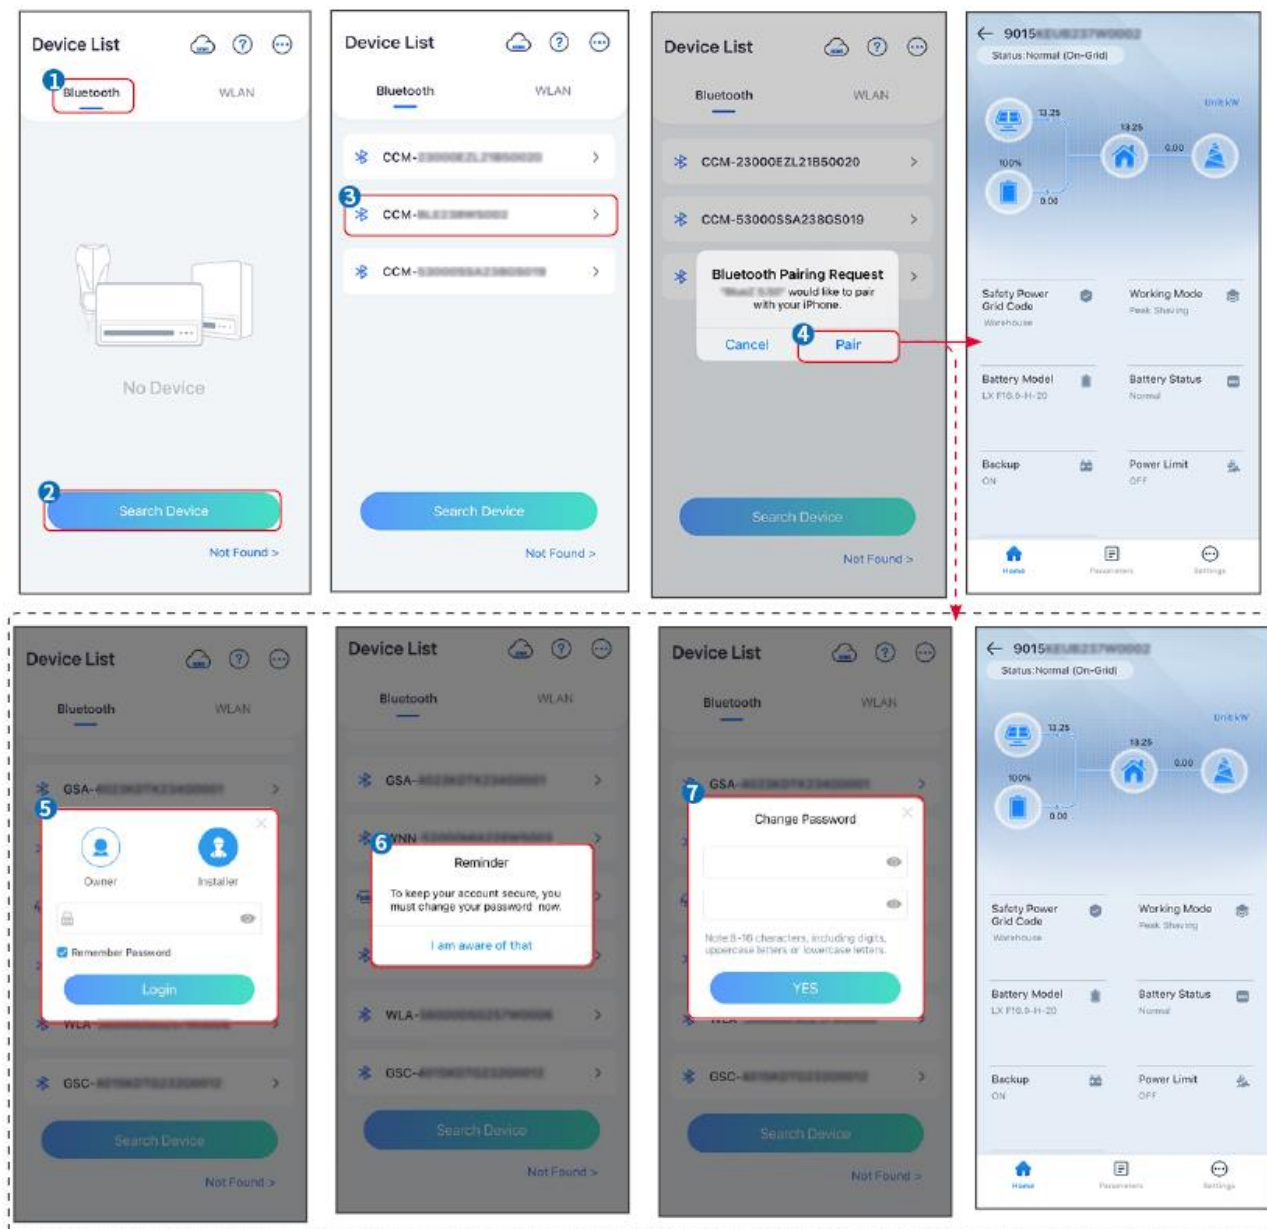 Device List
1
Bluetooth WLAN
No Device
2
Search Device
Not Found >
Device List
Bluetooth WLAN
CCM-
3
CCM-
CCM-
Search Device
Not Found >
Device List
Bluetooth WLAN
CCM-23000EZL21B50020
CCM-53000SSA238GS019
Bluetooth Pairing Request
would like to pair
with your iPhone.
4
Cancel Pair
Search Device
Not Found >
9015
Status:Normal (On-Grid)
Unit:kW
13.25
13.25
0.00
100%
0.00
Safety Power
Grid Code
Warehouse
Working Mode
Peak Shaving
Battery Model
Battery Status
Normal
Backup
ON
Power Limit
OFF
Home Parameters Settings
Device List
Bluetooth WLAN
GSA-
5
Owner Installer
Remember Password
Login
WLA-
GSC-
Search Device
Not Found >
Device List
Bluetooth WLAN
GSA-
WNN
6
Reminder
To keep your account secure, you
must change your password now.
I am aware of that
WLA-
GSC-
Search Device
Not Found >
Device List
Bluetooth WLAN
GSA-
7
Change Password
Note:8-16 characters, including digits,
uppercase letters or lowercase letters.
YES
GSC-
Search Device
Not Found >
9015
Status:Normal (On-Grid)
Unit:kW
13.25
13.25
0.00
100%
0.00
Safety Power
Grid Code
Warehouse
Working Mode
Peak Shaving
Battery Model
Battery Status
Normal
Backup
ON
Power Limit
OFF
Home Parameters Settings